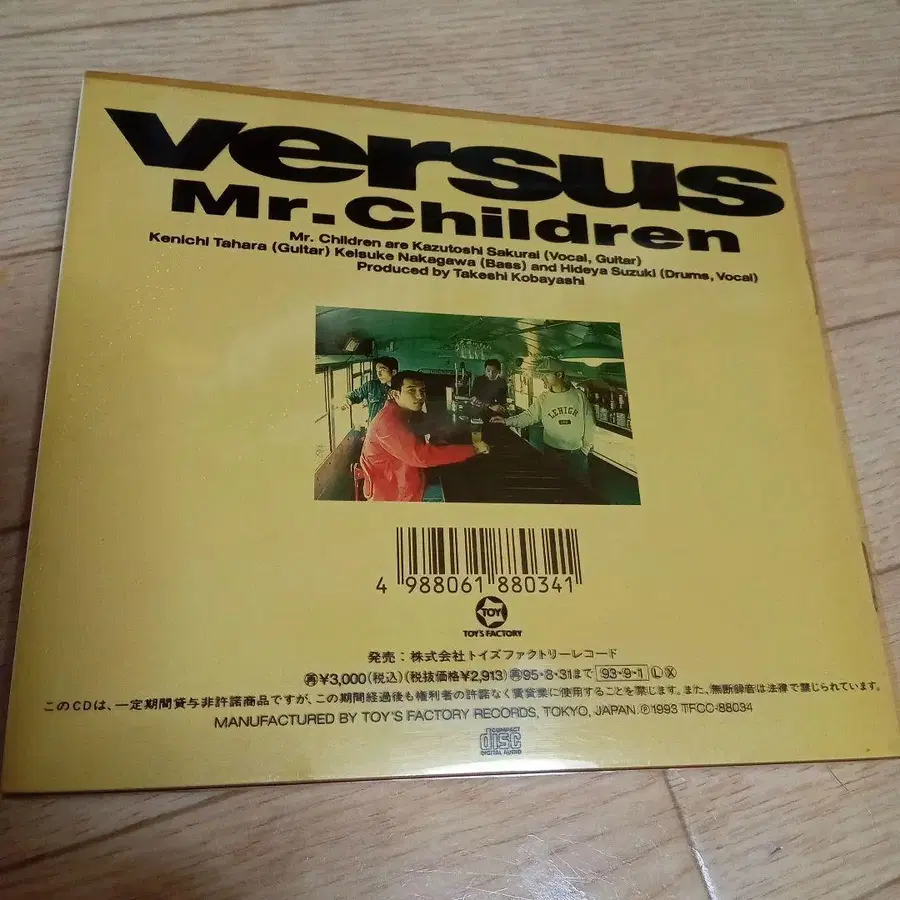 versus
Mr.Children
Mr. Children are Kazutoshi Sakurai (Vocal, Guitar)
Kenichi Tahara (Guitar) Keisuke Nakagawa (Bass) and Hideya Suzuki (Drums, Vocal)
Produced by Takeshi Kobayashi
LEHIGH
4 988061 880341
TOY
TOY'S FACTORY
発売：株式会社トイズファクトリーレコード
再¥3,000(税込)(税抜価格¥2,913)再95・8・31まで 93・9・1 L X
このCDは、一定期間貸与非許諾商品ですが、この期間経過後も権利者の許諾なく賃貸業に使用することを禁じます。また、無断録音は法律で禁じられています。
MANUFACTURED BY TOY'S FACTORY RECORDS, TOKYO, JAPAN. Ⓟ1993 TFCC-88034
COMPACT
disc
DIGITAL AUDIO